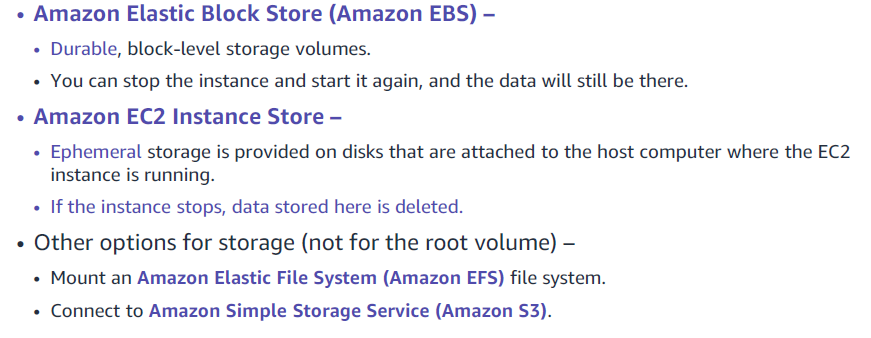 • Amazon Elastic Block Store (Amazon EBS) –
• Durable, block-level storage volumes.
• You can stop the instance and start it again, and the data will still be there.
• Amazon EC2 Instance Store –
• Ephemeral storage is provided on disks that are attached to the host computer where the EC2
instance is running.
• If the instance stops, data stored here is deleted.
• Other options for storage (not for the root volume) –
• Mount an Amazon Elastic File System (Amazon EFS) file system.
• Connect to Amazon Simple Storage Service (Amazon S3).